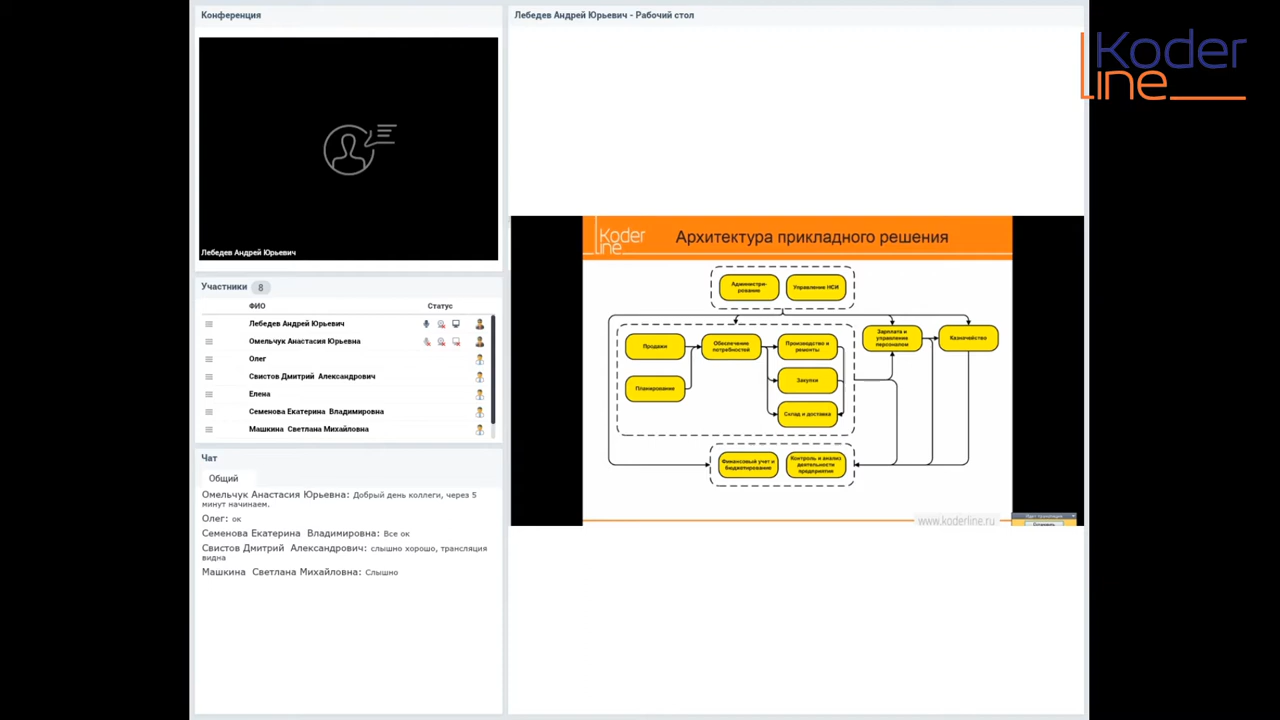 Конференция
Лебедев Андрей Юрьевич
Участники 8
ФИО
Статус
Лебедев Андрей Юрьевич
Омельчук Анастасия Юрьевна
Олег
Свистов Дмитрий Александрович
Елена
Семенова Екатерина Владимировна
Машкина Светлана Михайловна
Чат
Общий
Омельчук Анастасия Юрьевна: Добрый день коллеги, через 5
минут начинаем.
Олег: ок
Семенова Екатерина Владимировна: Все ок
Свистов Дмитрий Александрович: слышно хорошо, трансляция
видна
Машкина Светлана Михайловна: Слышно
Лебедев Андрей Юрьевич - Рабочий стол
Koder
line
Koder
line
Архитектура прикладного решения
Администри-
рование
Управление НСИ
Продажи
Планирование
Обеспечение
потребностей
Производство и
ремонты
Закупки
Склад и доставка
Зарплата и
управление
персоналом
Казначейство
Финансовый учет и
бюджетирование
Контроль и анализ
деятельности
предприятия
www.koderline.ru